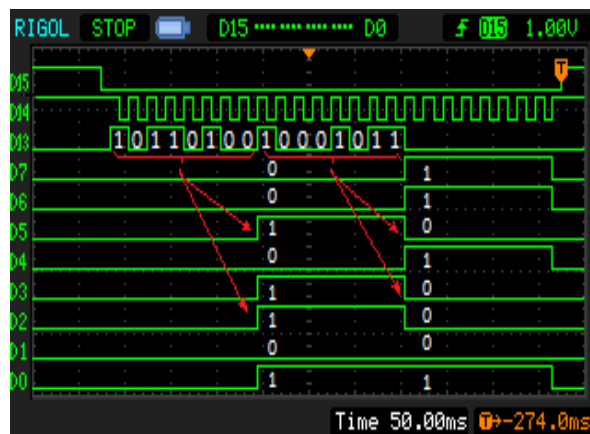 RIGOL STOP D15 D0 D15 1.00V
T
D15
D14
D13 1 0 1 1 0 1 0 0 1 0 0 0 1 0 1 1
D7 0 1
D6 0 1
D5 1 0
D4 0 1
D3 1 0
D2 1 0
D1 0 0
D0 1 1
Time 50.00ms T→-274.0ms